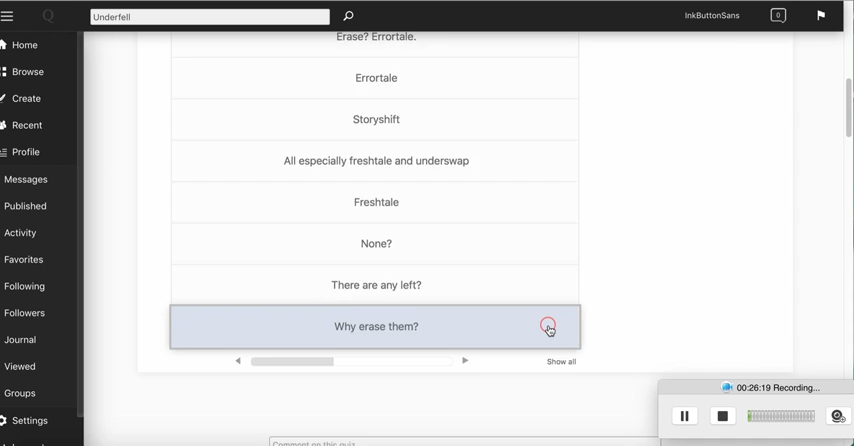 Q
Underfell
InkButtonSans
0
Home
Browse
Create
Recent
Profile
Messages
Published
Activity
Favorites
Following
Followers
Journal
Viewed
Groups
Settings
Erase? Errortale.
Errortale
Storyshift
All especially freshtale and underswap
Freshtale
None?
There are any left?
Why erase them?
Show all
Comment on this quiz
00:26:19 Recording...